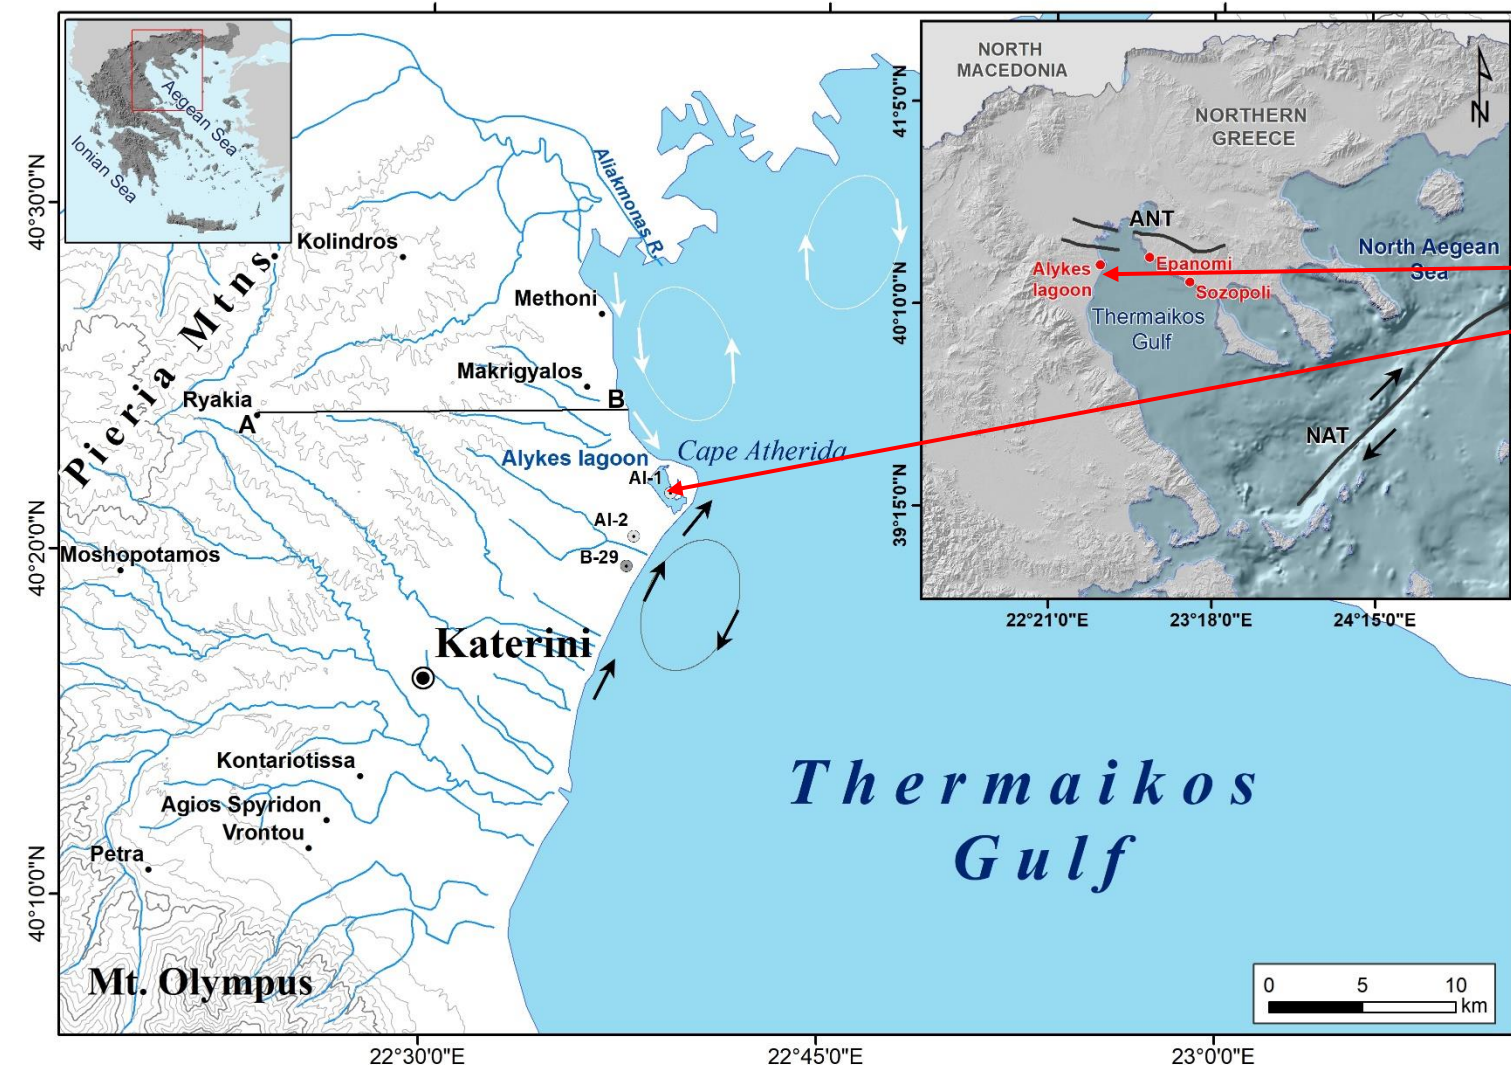 Aegean Sea
Ionian Sea
NORTH
MACEDONIA
NORTHERN
GREECE
N
ANT
North Aegean
Sea
Alykes
lagoon
Epanomi
Sozopoli
Thermaikos
Gulf
NAT
41°5'0"N
40°10'0"N
39°15'0"N
22°21'0"E
23°18'0"E
24°15'0"E
40°30'0"N
40°20'0"N
40°10'0"N
Aliakmonas R.
Kolindros
Pieria Mtns.
Methoni
Makrigyalos
Ryakia
A
B
Alykes lagoon
Cape Atherida
Al-1
Al-2
B-29
Moshopotamos
Katerini
Kontariotissa
Agios Spyridon
Vrontou
Petra
Mt. Olympus
Thermaikos
Gulf
0 5 10
km
22°30'0"E
22°45'0"E
23°0'0"E